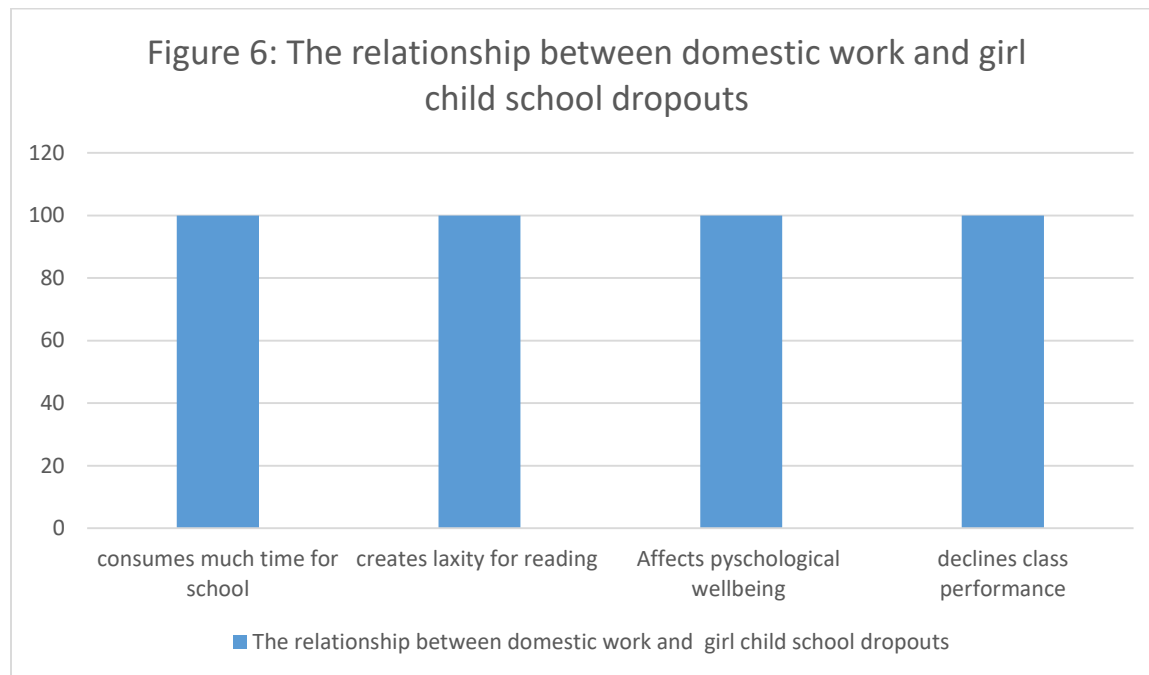 Figure 6: The relationship between domestic work and girl
child school dropouts
120
100
80
60
40
20
0
consumes much time for
school
creates laxity for reading
Affects pyschological
wellbeing
declines class
performance
The relationship between domestic work and  girl child school dropouts